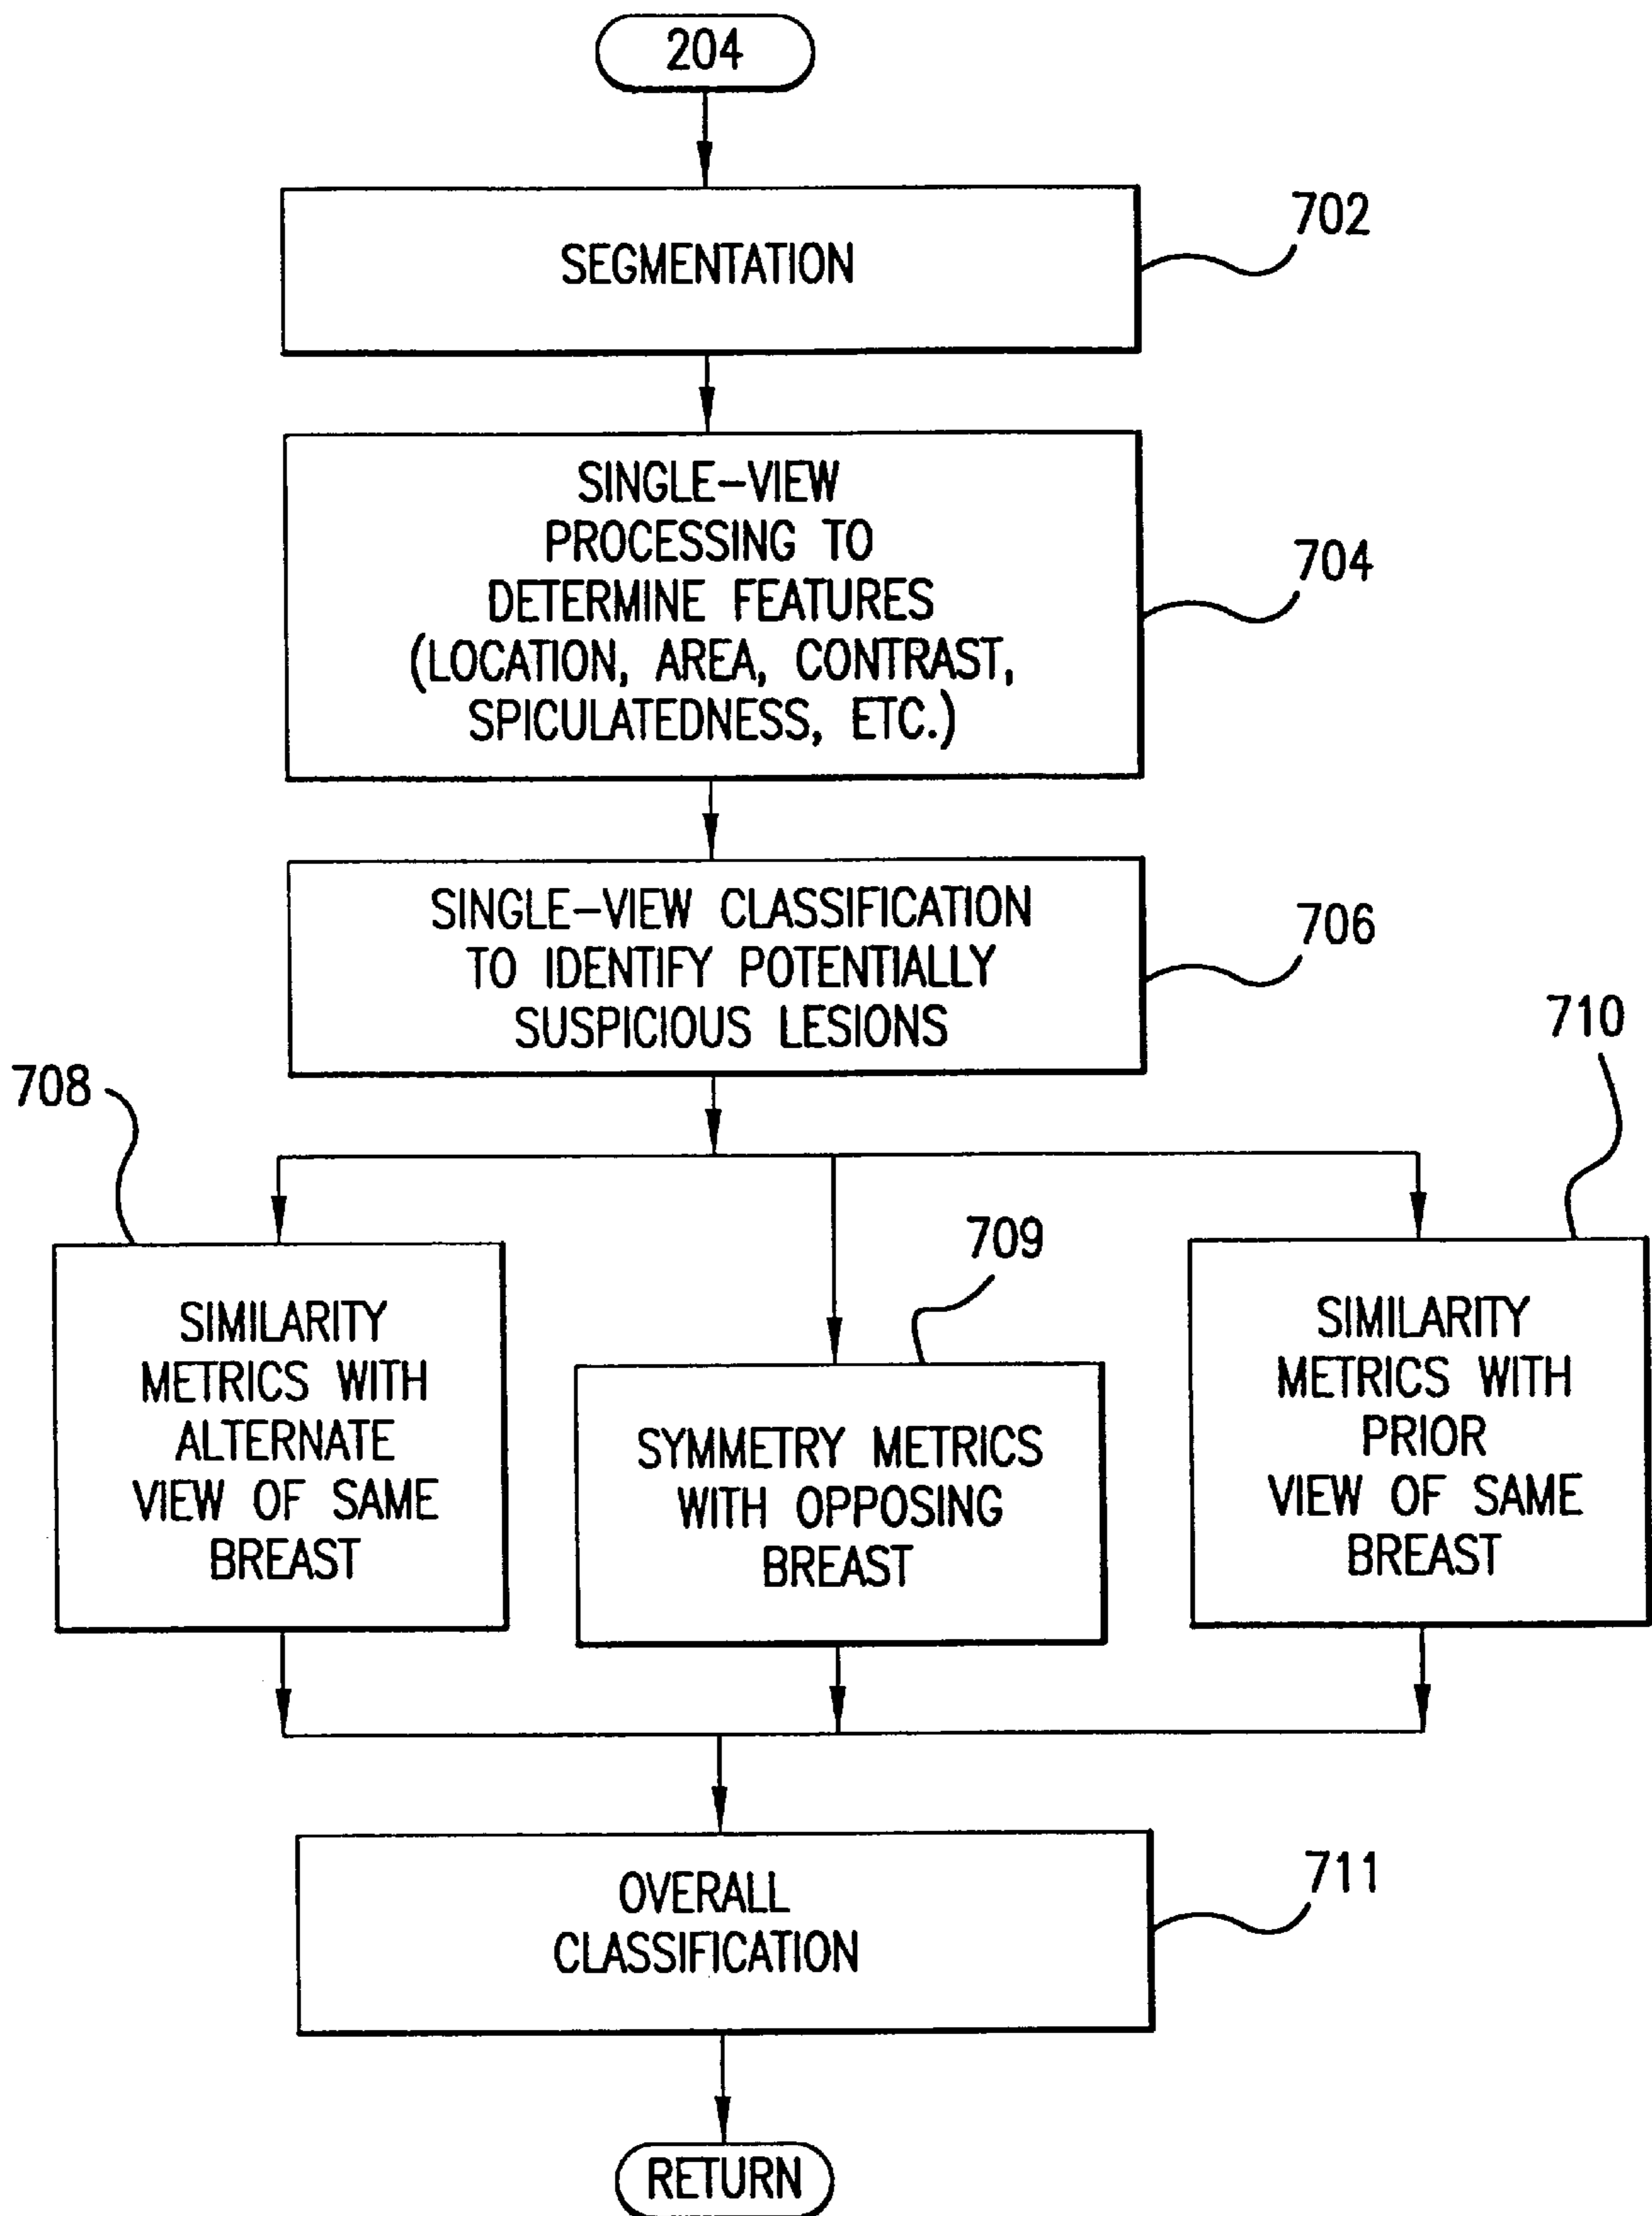 204
SEGMENTATION
702
SINGLE-VIEW
PROCESSING TO
DETERMINE FEATURES
(LOCATION, AREA, CONTRAST,
SPICULATEDNESS, ETC.)
704
SINGLE-VIEW CLASSIFICATION
TO IDENTIFY POTENTIALLY
SUSPICIOUS LESIONS
706
708
SIMILARITY
METRICS WITH
ALTERNATE
VIEW OF SAME
BREAST
709
SYMMETRY METRICS
WITH OPPOSING
BREAST
710
SIMILARITY
METRICS WITH
PRIOR
VIEW OF SAME
BREAST
OVERALL
CLASSIFICATION
711
RETURN